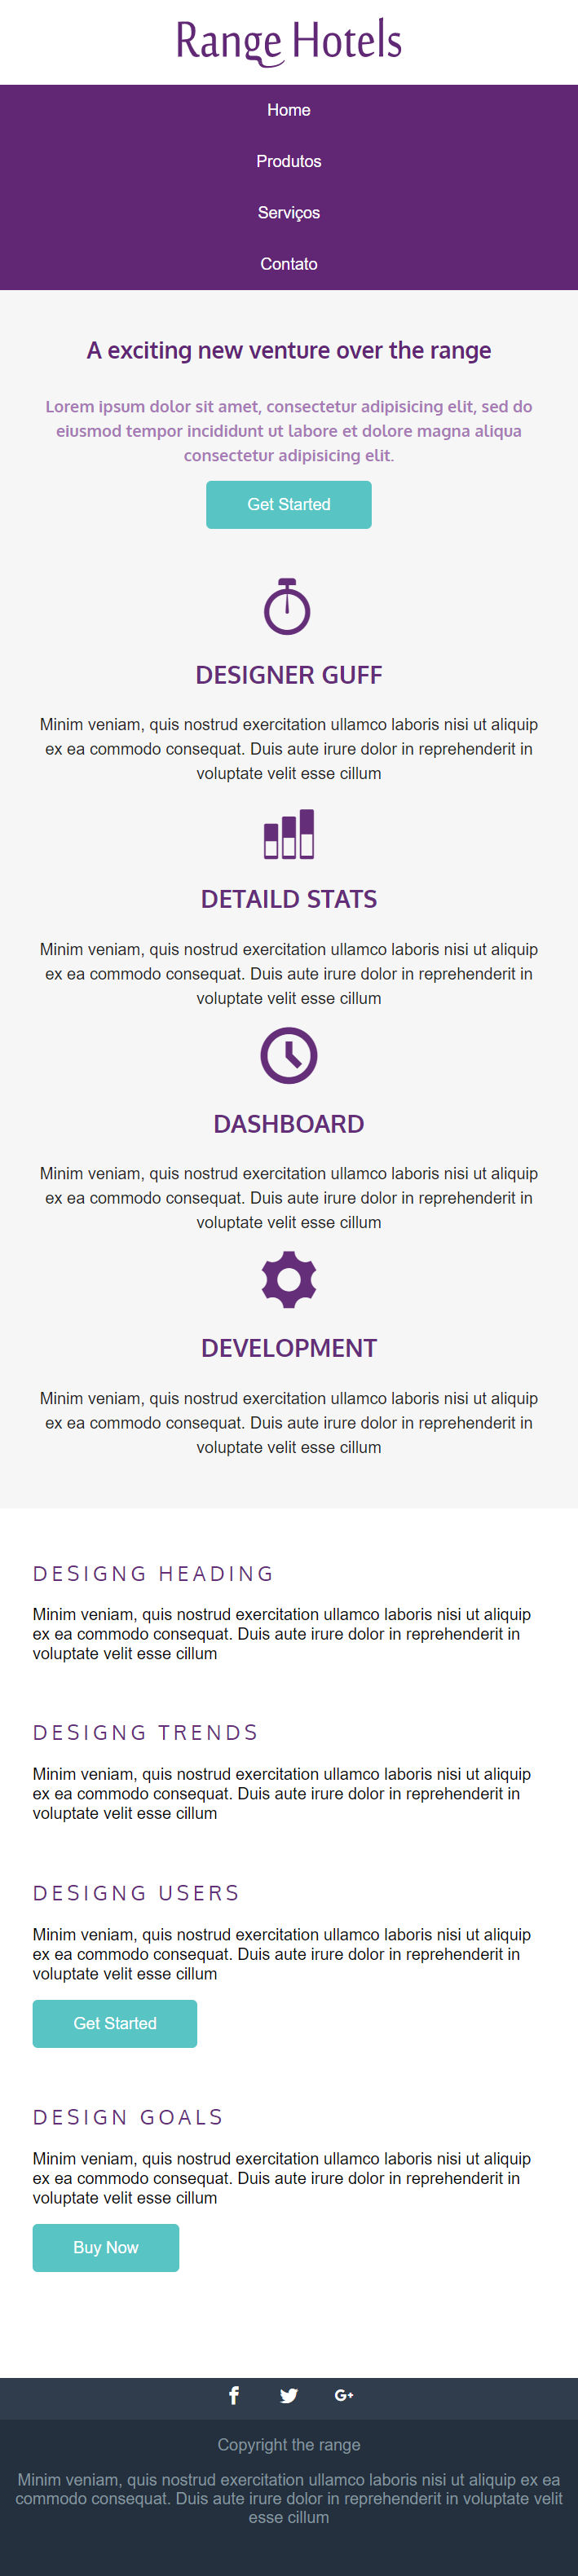 Range Hotels
Home
Produtos
Serviços
Contato
A exciting new venture over the range
Lorem ipsum dolor sit amet, consectetur adipisicing elit, sed do
eiusmod tempor incididunt ut labore et dolore magna aliqua
consectetur adipisicing elit.
Get Started
DESIGNER GUFF
Minim veniam, quis nostrud exercitation ullamco laboris nisi ut aliquip
ex ea commodo consequat. Duis aute irure dolor in reprehenderit in
voluptate velit esse cillum
DETAILD STATS
Minim veniam, quis nostrud exercitation ullamco laboris nisi ut aliquip
ex ea commodo consequat. Duis aute irure dolor in reprehenderit in
voluptate velit esse cillum
DASHBOARD
Minim veniam, quis nostrud exercitation ullamco laboris nisi ut aliquip
ex ea commodo consequat. Duis aute irure dolor in reprehenderit in
voluptate velit esse cillum
DEVELOPMENT
Minim veniam, quis nostrud exercitation ullamco laboris nisi ut aliquip
ex ea commodo consequat. Duis aute irure dolor in reprehenderit in
voluptate velit esse cillum
DESIGNG HEADING
Minim veniam, quis nostrud exercitation ullamco laboris nisi ut aliquip
ex ea commodo consequat. Duis aute irure dolor in reprehenderit in
voluptate velit esse cillum
DESIGNG TRENDS
Minim veniam, quis nostrud exercitation ullamco laboris nisi ut aliquip
ex ea commodo consequat. Duis aute irure dolor in reprehenderit in
voluptate velit esse cillum
DESIGNG USERS
Minim veniam, quis nostrud exercitation ullamco laboris nisi ut aliquip
ex ea commodo consequat. Duis aute irure dolor in reprehenderit in
voluptate velit esse cillum
Get Started
DESIGN GOALS
Minim veniam, quis nostrud exercitation ullamco laboris nisi ut aliquip
ex ea commodo consequat. Duis aute irure dolor in reprehenderit in
voluptate velit esse cillum
Buy Now
G+
Copyright the range
Minim veniam, quis nostrud exercitation ullamco laboris nisi ut aliquip ex ea
commodo consequat. Duis aute irure dolor in reprehenderit in voluptate velit
esse cillum